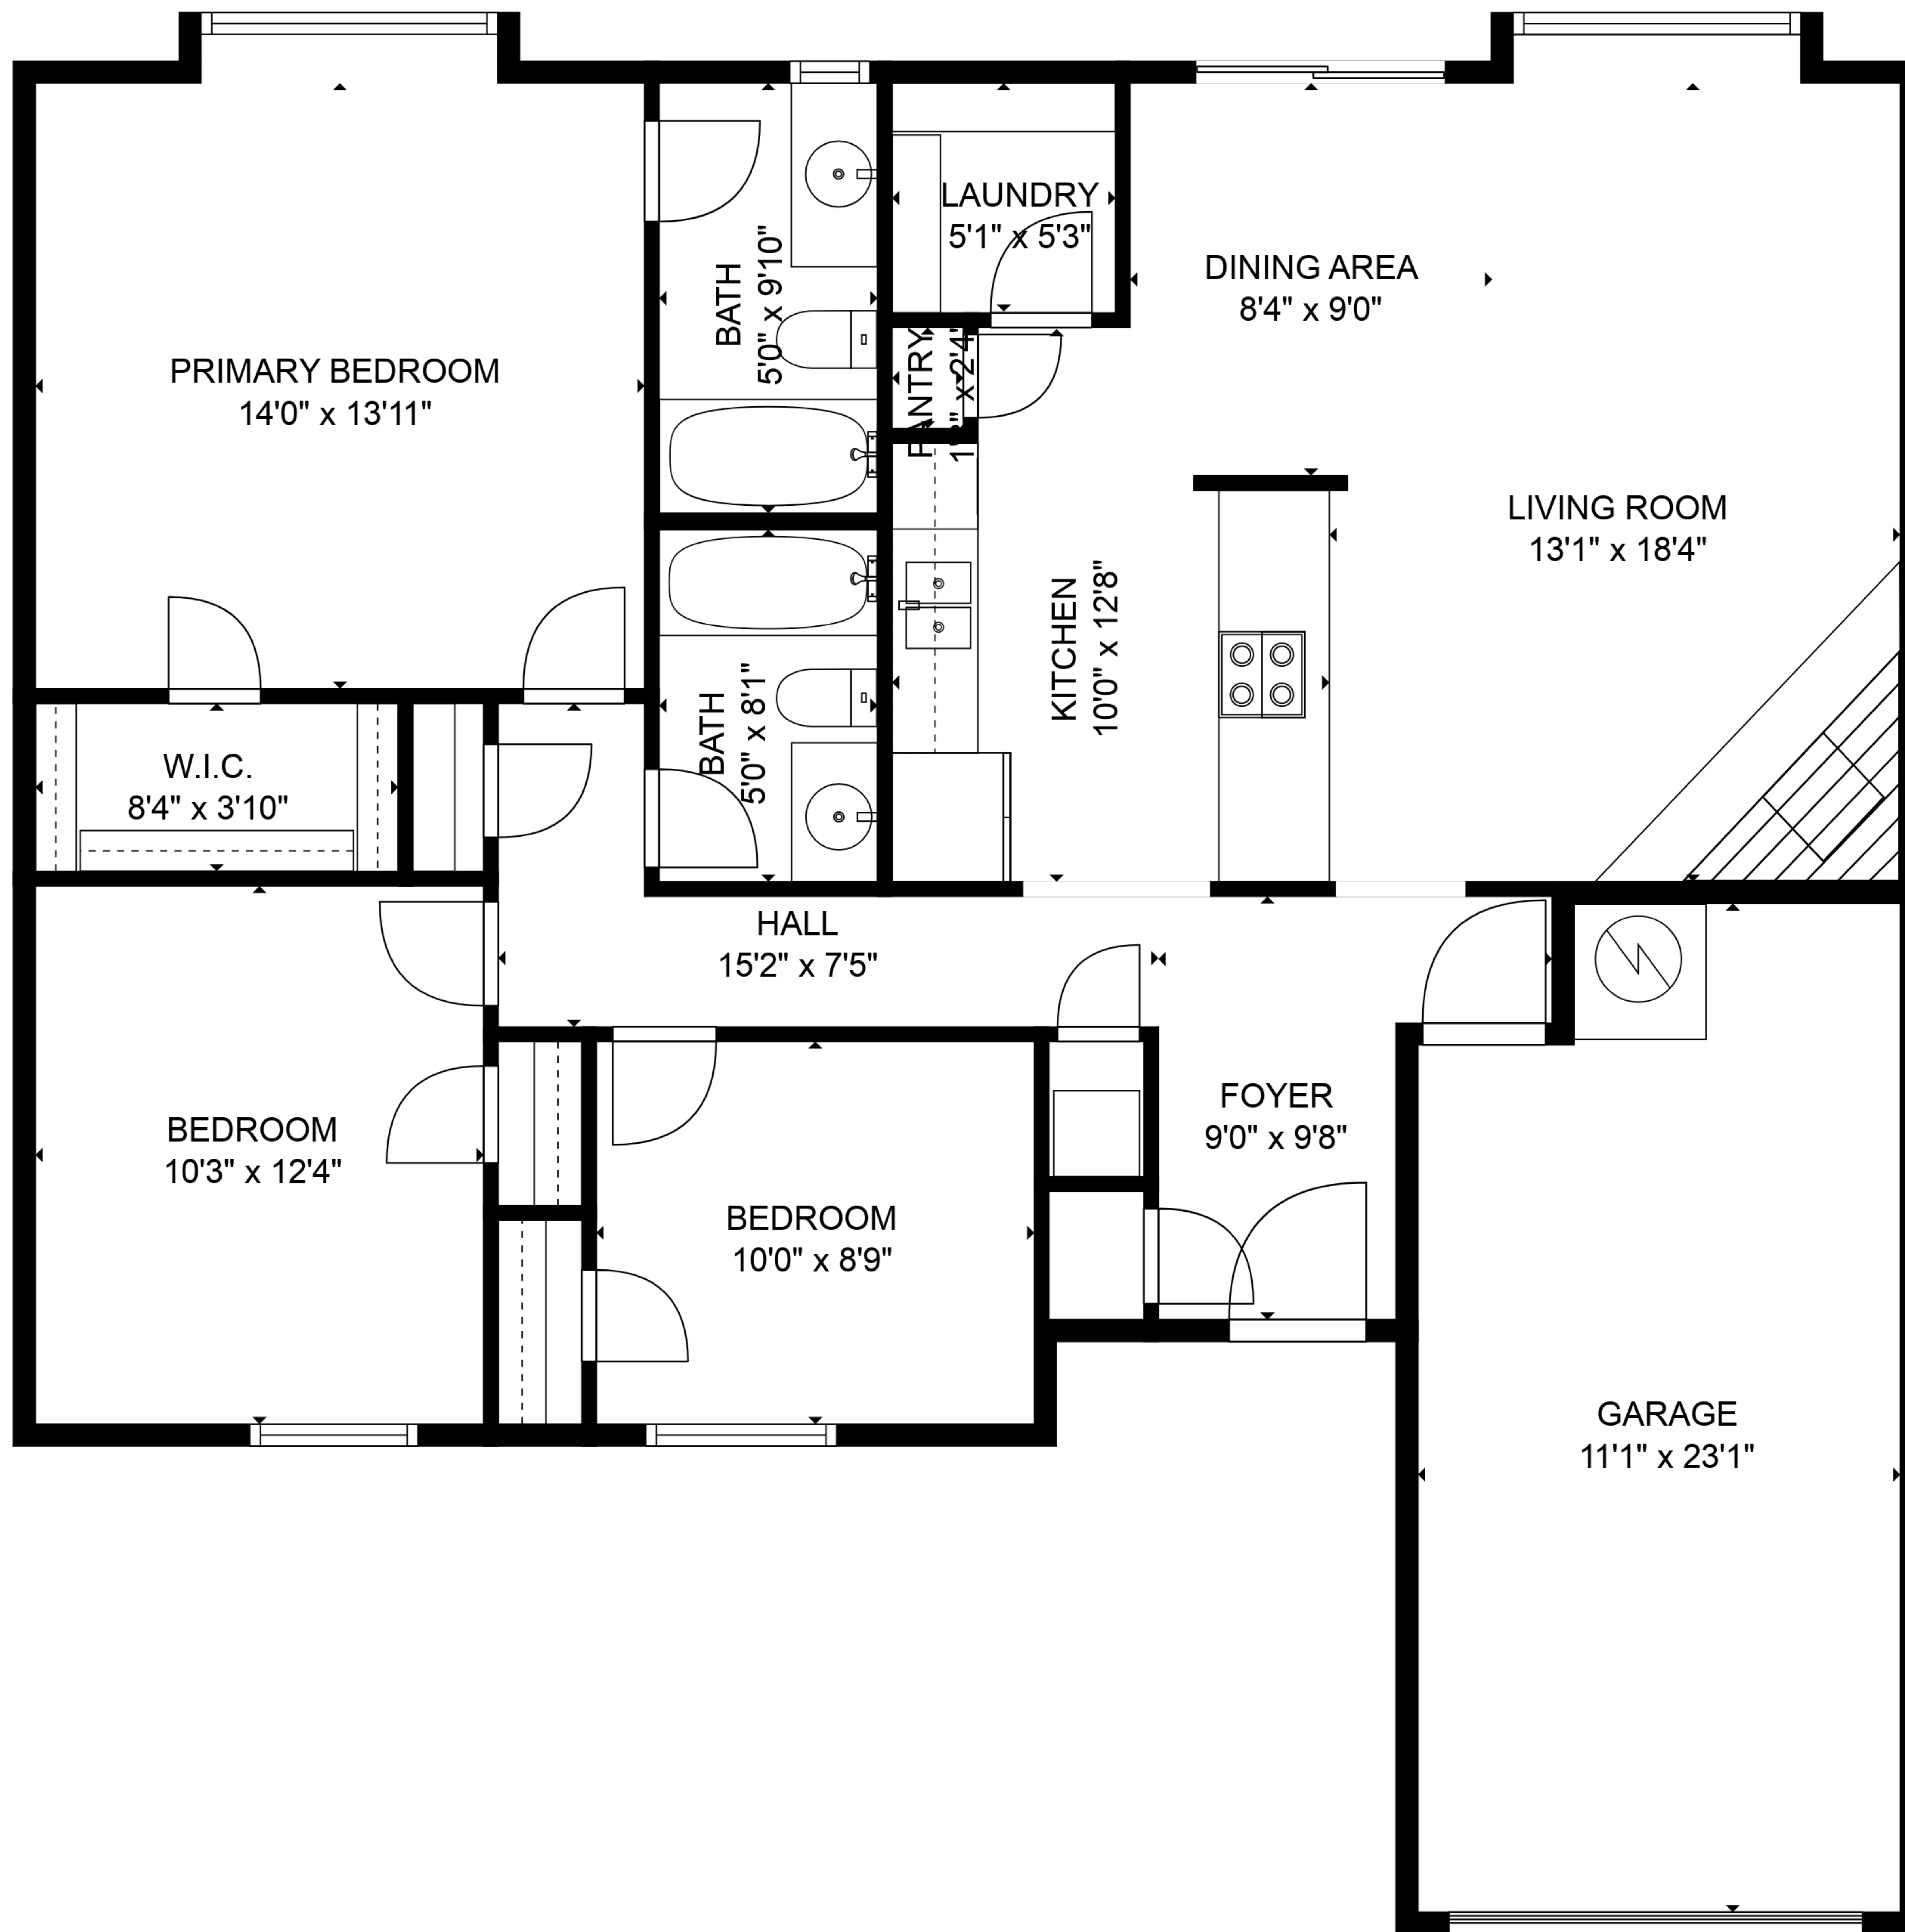 LAUNDRY
5'1" x 5'3"
BATH
5'0" x 9'10"
DINING AREA
8'4" x 9'0"
PRIMARY BEDROOM
14'0" x 13'11"
PANTRY
x 2'4"
LIVING ROOM
13'1" x 18'4"
KITCHEN
10'0" x 12'8"
BATH
5'0" x 8'1"
W.I.C.
8'4" x 3'10"
HALL
15'2" x 7'5"
FOYER
9'0" x 9'8"
BEDROOM
10'3" x 12'4"
BEDROOM
10'0" x 8'9"
GARAGE
11'1" x 23'1"